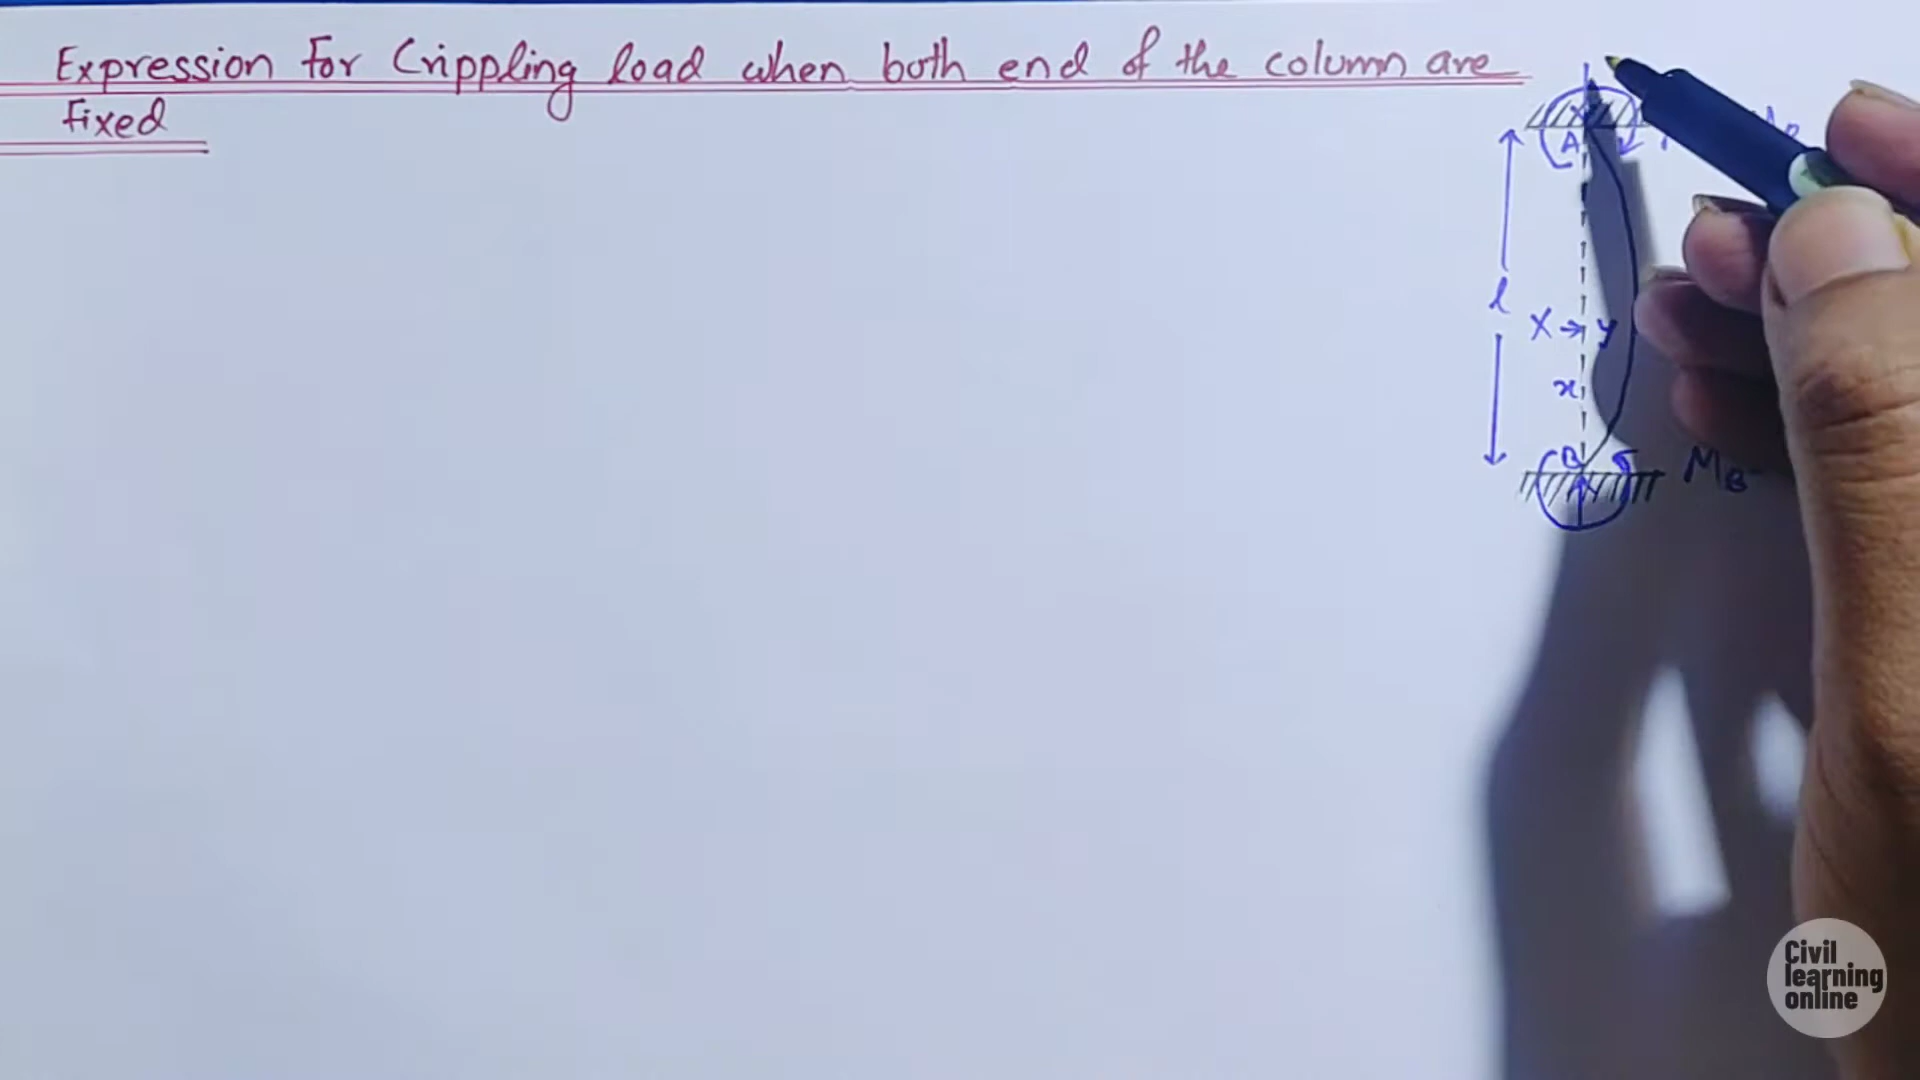 Expression for Crippling load when both end of the column are
fixed
A
l
X → y
x
B
MB
Civil
learning
online